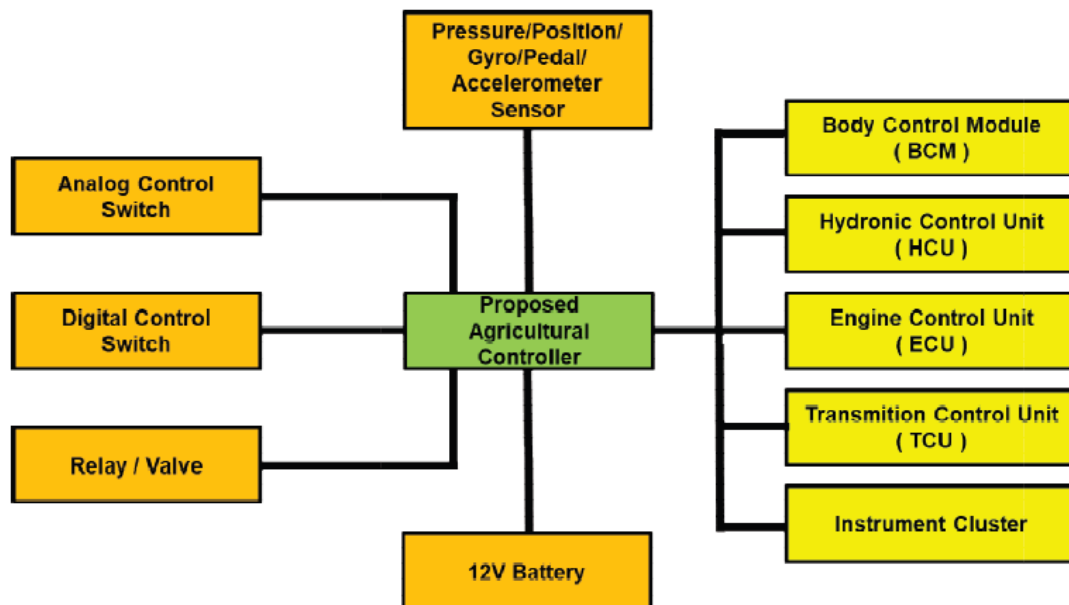 Pressure/Position/
Gyro/Pedal/
Accelerometer
Sensor
Analog Control
Switch
Digital Control
Switch
Relay / Valve
Proposed
Agricultural
Controller
12V Battery
Body Control Module
( BCM )
Hydronic Control Unit
( HCU )
Engine Control Unit
( ECU )
Transmition Control Unit
( TCU )
Instrument Cluster